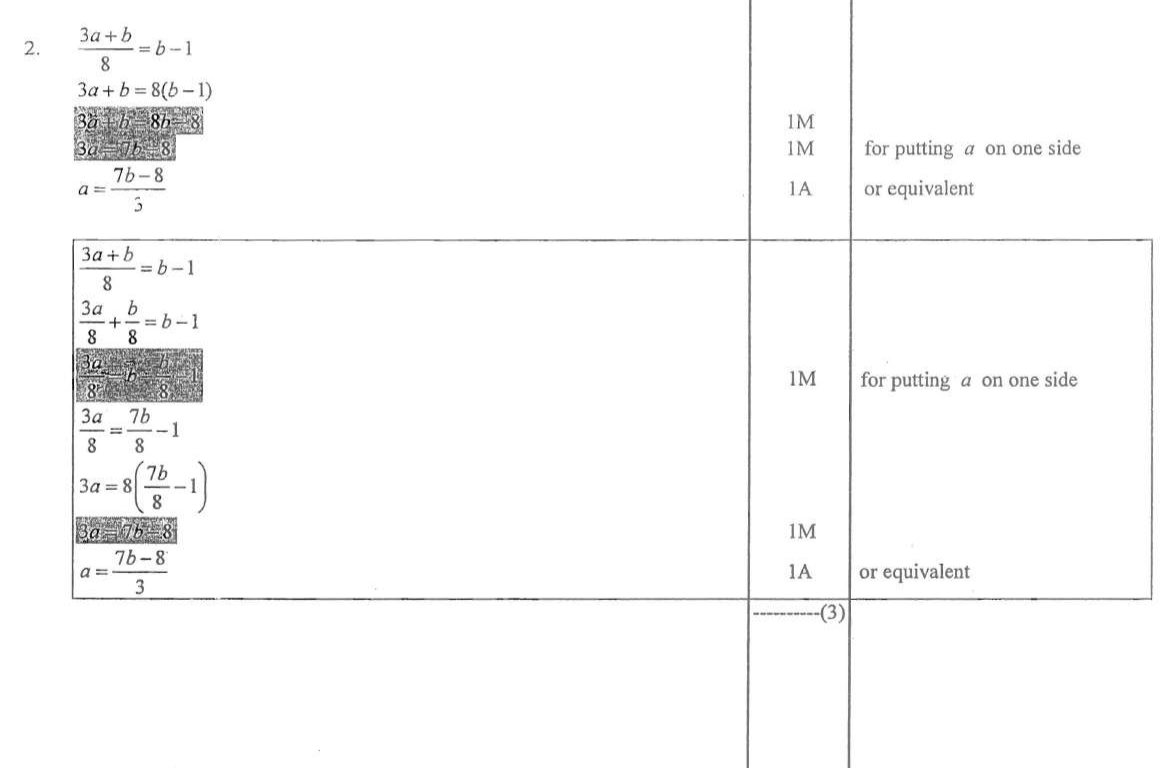 2. (3a + b)/8 = b − 1
3a + b = 8(b − 1)
3a + b = 8b − 8 1M
3a = 7b − 8 1M for putting a on one side
a = (7b − 8)/3 1A or equivalent
(3a + b)/8 = b − 1
3a/8 + b/8 = b − 1
3a/8 = b − b/8 − 1 1M for putting a on one side
3a/8 = 7b/8 − 1
3a = 8(7b/8 − 1)
3a = 7b − 8 1M
a = (7b − 8)/3 1A or equivalent
----------(3)